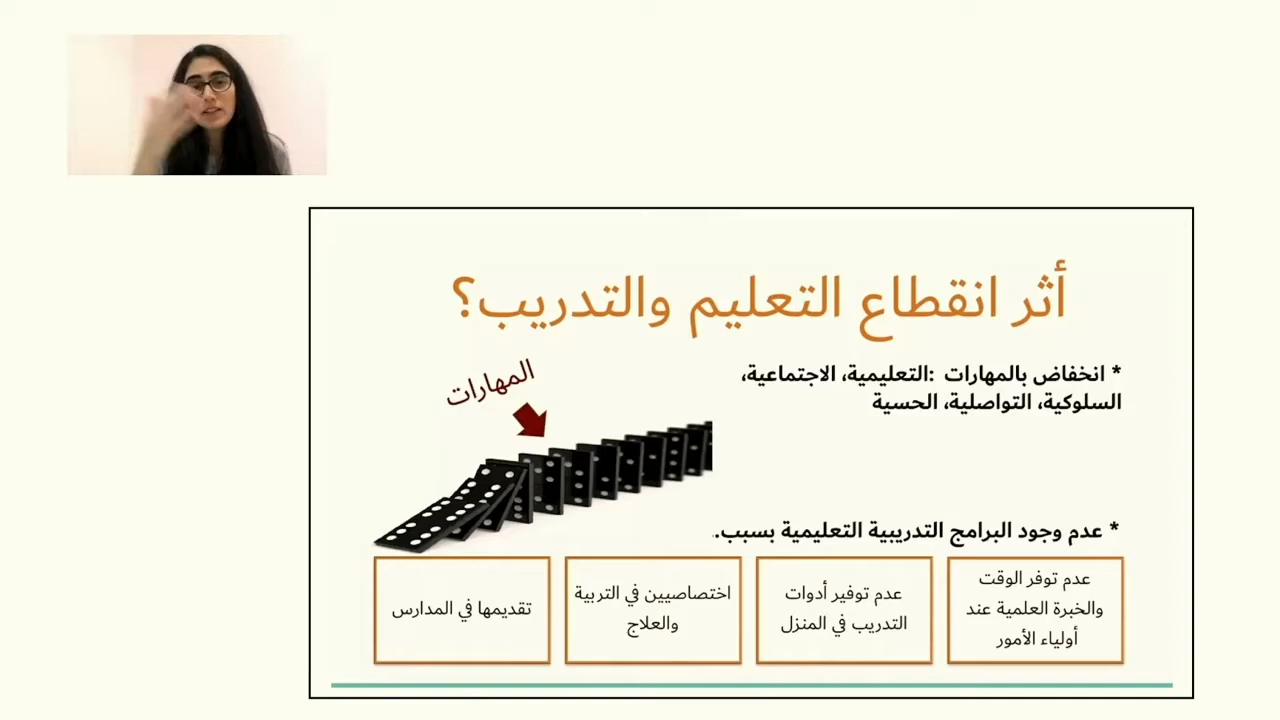 أثر انقطاع التعليم والتدريب؟
* انخفاض بالمهارات :التعليمية، الاجتماعية،
السلوكية، التواصلية، الحسية
المهارات
* عدم وجود البرامج التدريبية التعليمية بسبب..
عدم توفر الوقت
والخبرة العلمية عند
أولياء الأمور
عدم توفير أدوات
التدريب في المنزل
اختصاصيين في التربية
والعلاج
تقديمها في المدارس